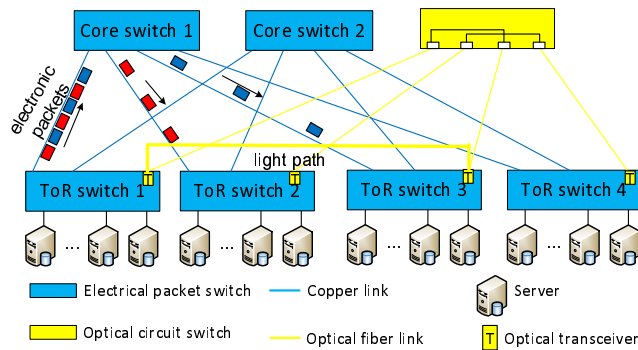 Core switch 1
Core switch 2
electronic
packets
light path
ToR switch 1
T
ToR switch 2
T
ToR switch 3
T
ToR switch 4
T
...
...
...
...
Electrical packet switch
Copper link
Server
Optical circuit switch
Optical fiber link
T
Optical transceiver